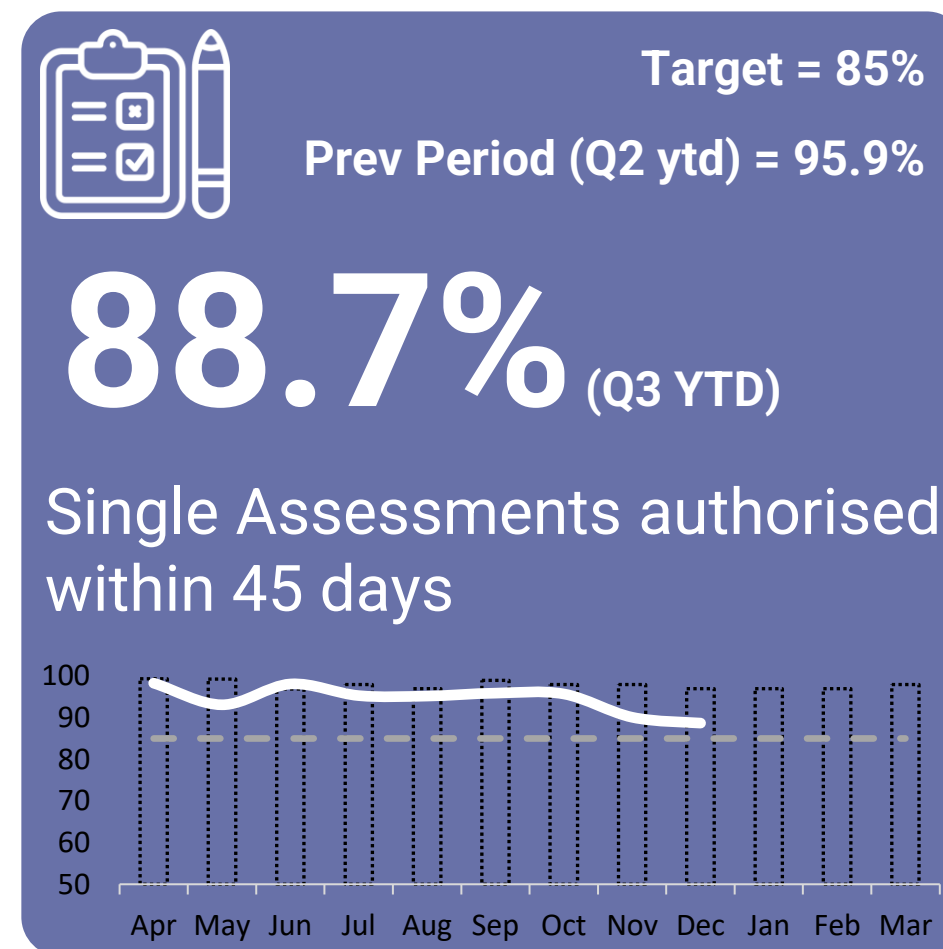 Target = 85%
Prev Period (Q2 ytd) = 95.9%
88.7% (Q3 YTD)
Single Assessments authorised
within 45 days
100
90
80
70
60
50
Apr May Jun Jul Aug Sep Oct Nov Dec Jan Feb Mar